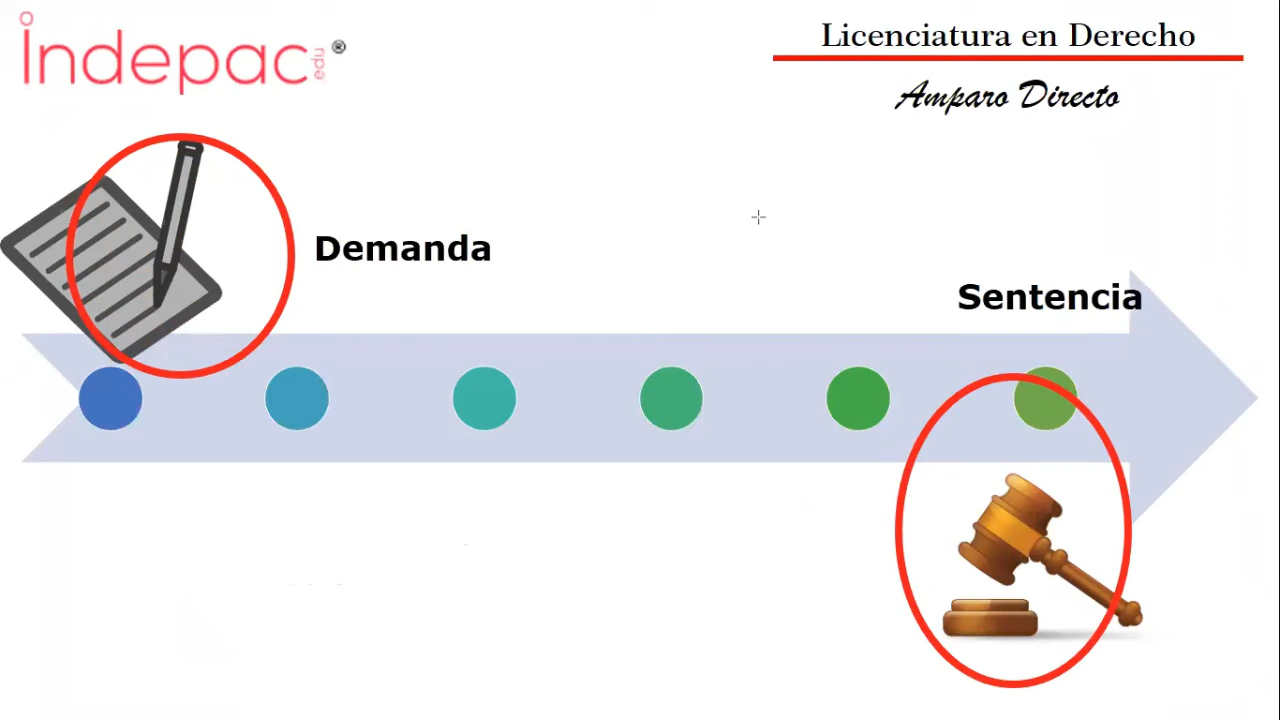 indepac edu ®
Licenciatura en Derecho
Amparo Directo
Demanda
Sentencia